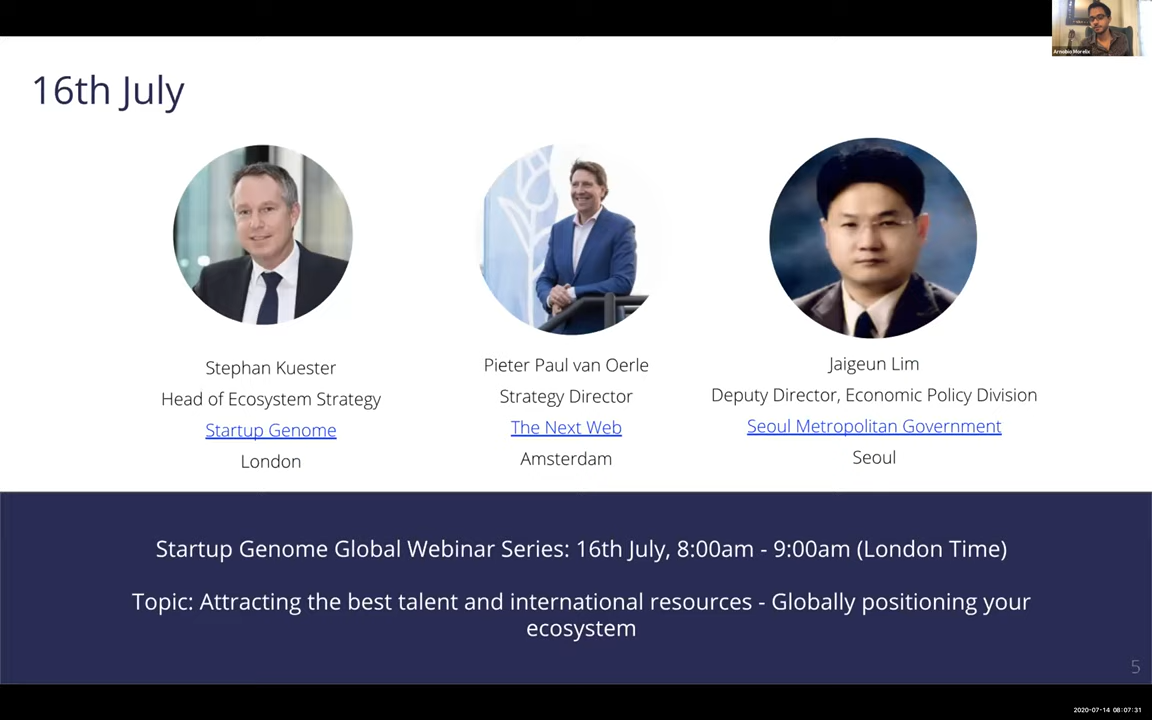 Arnobio Morelix
16th July
Stephan Kuester
Head of Ecosystem Strategy
Startup Genome
London
Pieter Paul van Oerle
Strategy Director
The Next Web
Amsterdam
Jaigeun Lim
Deputy Director, Economic Policy Division
Seoul Metropolitan Government
Seoul
Startup Genome Global Webinar Series: 16th July, 8:00am - 9:00am (London Time)
Topic: Attracting the best talent and international resources - Globally positioning your
ecosystem
5
2020-07-14 08:07:31